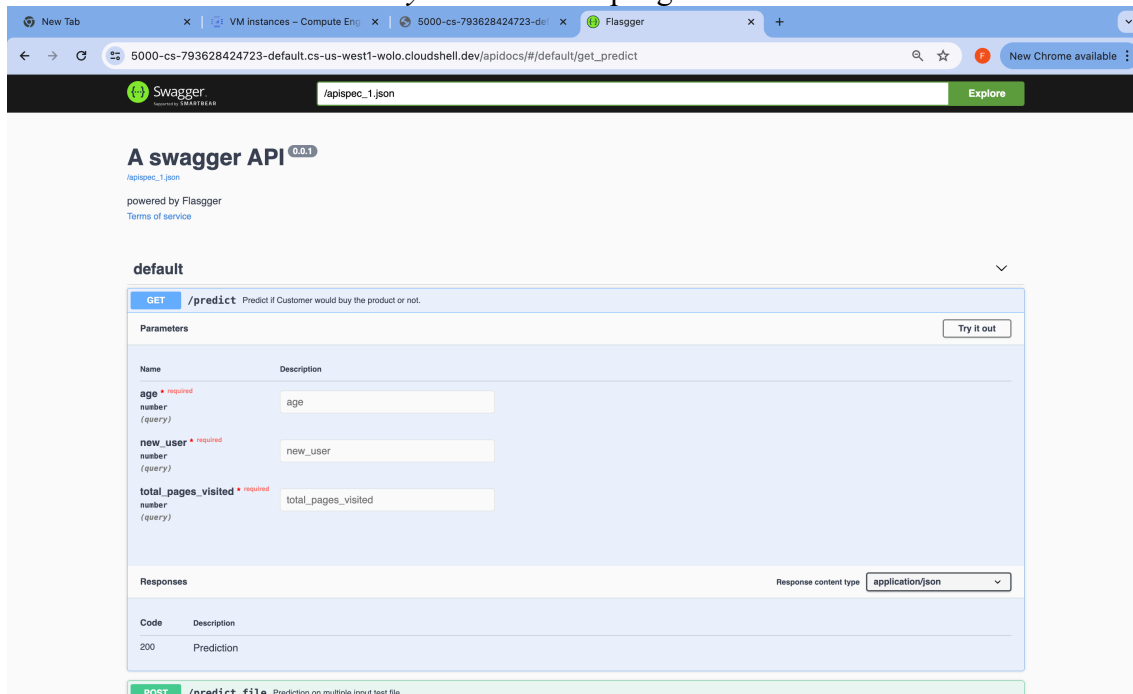 New Tab
VM instances – Compute Eng
5000-cs-793628424723-def
Flasgger
5000-cs-793628424723-default.cs-us-west1-wolo.cloudshell.dev/apidocs/#/default/get_predict
F
New Chrome available
Swagger.
Supported by SMARTBEAR
/apispec_1.json
Explore
A swagger API 0.0.1
/apispec_1.json
powered by Flasgger
Terms of service
default
GET /predict Predict if Customer would buy the product or not.
Parameters
Try it out
Name Description
age * required
number
(query)
age
new_user * required
number
(query)
new_user
total_pages_visited * required
number
(query)
total_pages_visited
Responses
Response content type application/json
Code Description
200 Prediction
POST /predict_file Prediction on multiple input test file.